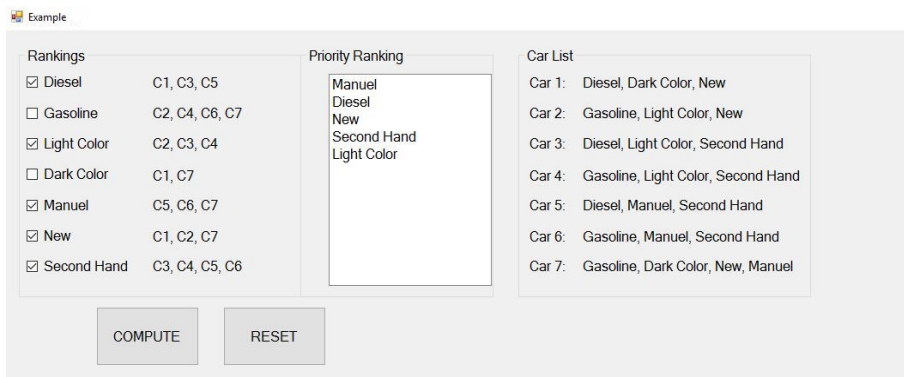 Example
Rankings
Diesel C1, C3, C5
Gasoline C2, C4, C6, C7
Light Color C2, C3, C4
Dark Color C1, C7
Manuel C5, C6, C7
New C1, C2, C7
Second Hand C3, C4, C5, C6
Priority Ranking
Manuel
Diesel
New
Second Hand
Light Color
Car List
Car 1: Diesel, Dark Color, New
Car 2: Gasoline, Light Color, New
Car 3: Diesel, Light Color, Second Hand
Car 4: Gasoline, Light Color, Second Hand
Car 5: Diesel, Manuel, Second Hand
Car 6: Gasoline, Manuel, Second Hand
Car 7: Gasoline, Dark Color, New, Manuel
COMPUTE
RESET